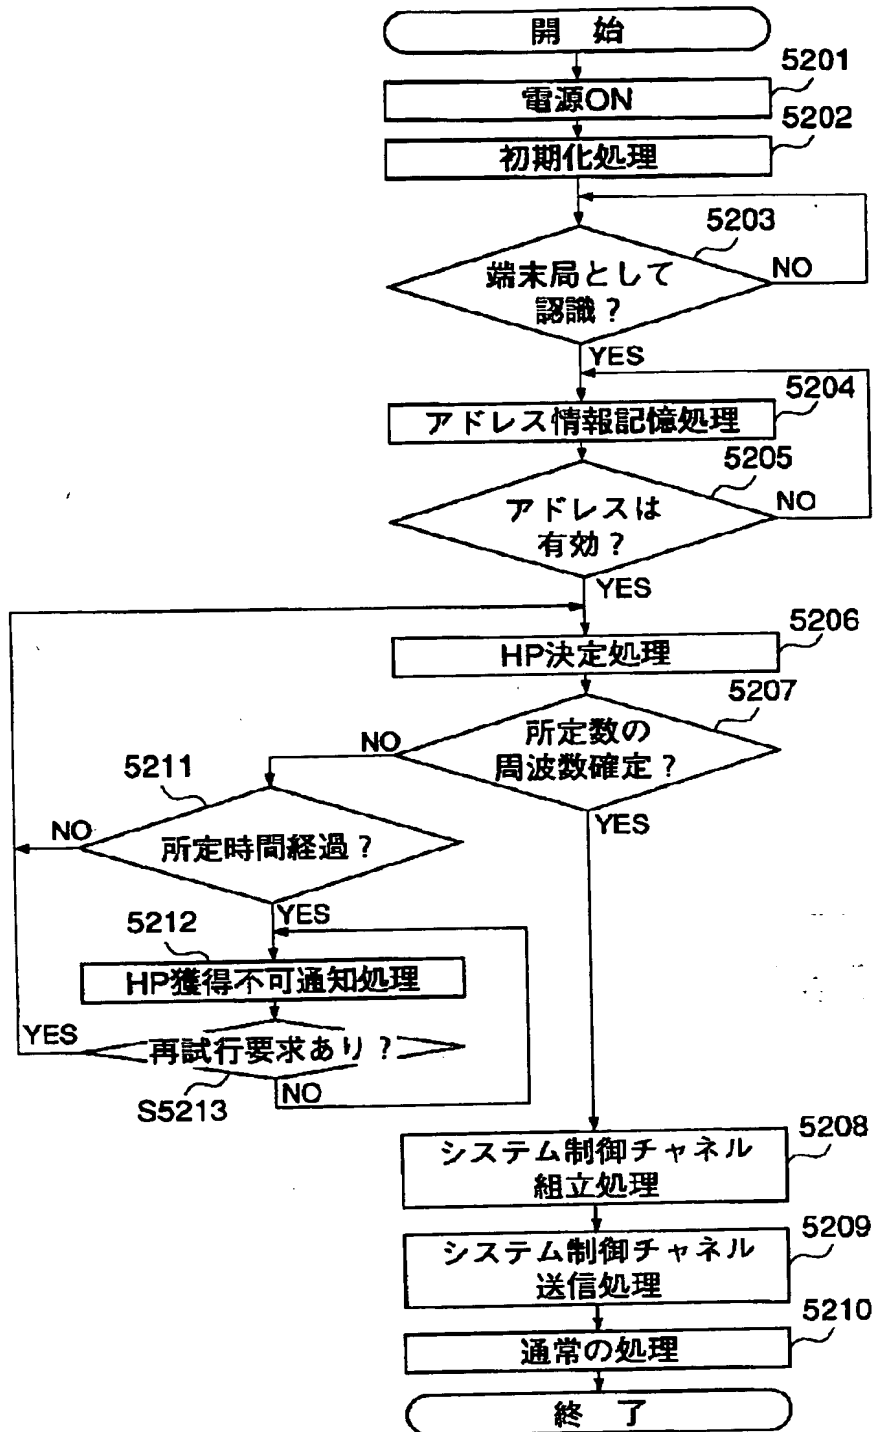 開 始
5201
電源ON
5202
初期化処理
5203
端末局として
認識?
NO
YES
5204
アドレス情報記憶処理
5205
アドレスは
有効?
NO
YES
5206
HP決定処理
5207
所定数の
周波数確定?
NO
YES
5211
所定時間経過?
NO
YES
5212
HP獲得不可通知処理
YES
再試行要求あり?
S5213
NO
5208
システム制御チャネル
組立処理
5209
システム制御チャネル
送信処理
5210
通常の処理
終 了